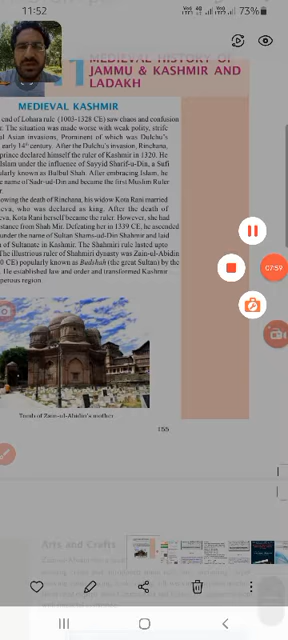 11:52
73%
MEDIEVAL HISTORY OF
JAMMU & KASHMIR AND
LADAKH
MEDIEVAL KASHMIR
end of Lohara rule (1003-1328 CE) saw chaos and confusion
The situation was made worse with weak polity, strife
al Asian invasions, Prominent of which was Dulchu's
early 14th century. After the Dulchu's invasion, Rinchana,
prince declared himself the ruler of Kashmir in 1320. He
Islam under the influence of Sayyid Sharif-u-Din, a Sufi
ularly known as Bulbul Shah. After embracing Islam, he
e name of Sadr-ud-Din and became the first Muslim Ruler
owing the death of Rinchana, his widow Kota Rani married
eva, who was declared as king. After the death of
eva, Kota Rani herself became the ruler. However, she had
stance from Shah Mir. Defeating her in 1339 CE, he ascended
under the name of Sultan Shams-ud-Din Shahmir and laid
n of Sultanate in Kashmir. The Shahmiri rule lasted upto
The illustrious ruler of Shahmiri dynasty was Zain-ul-Abidin
0 CE) popularly known as Badshah (the great Sultan) by the
He established law and order and transformed Kashmir
perous region.
07:59
Tomb of Zain-ul-Abidin's mother
155
Arts and Crafts